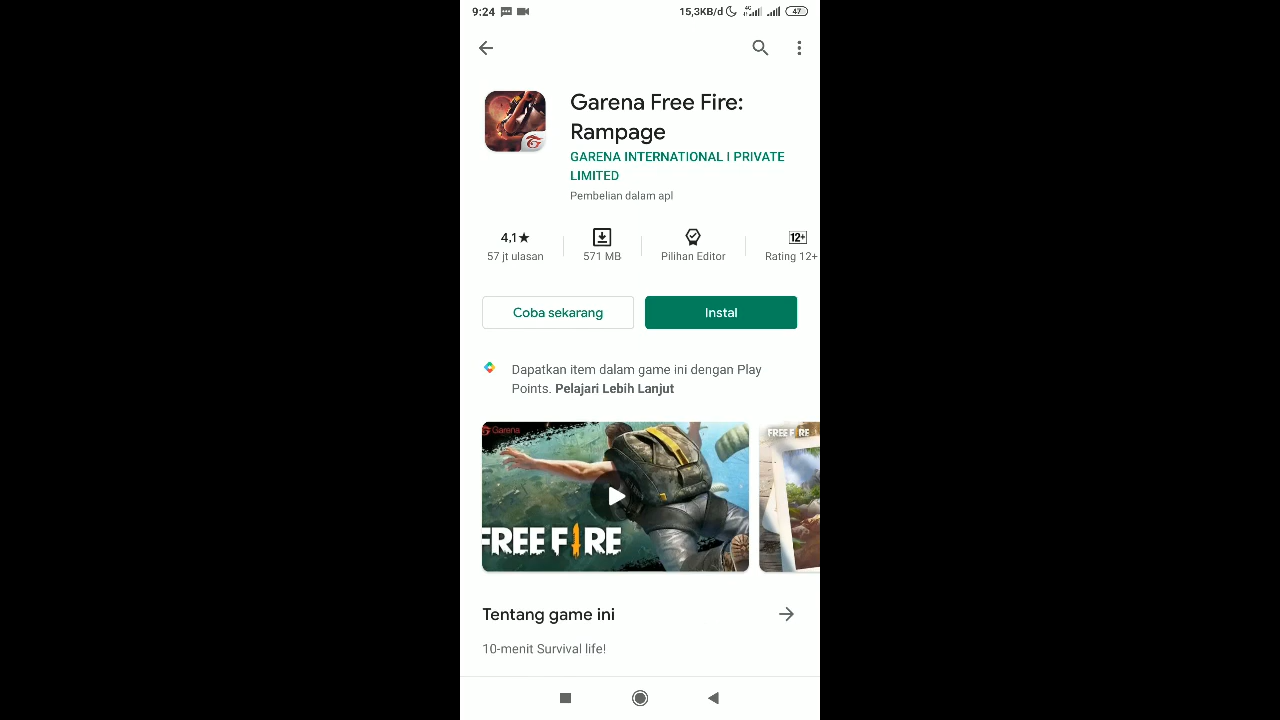 9:24
15,3KB/d
4G
47
Garena Free Fire:
Rampage
GARENA INTERNATIONAL I PRIVATE
LIMITED
Pembelian dalam apl
4,1★
57 jt ulasan
571 MB
Pilihan Editor
12+
Rating 12+
Coba sekarang
Instal
Dapatkan item dalam game ini dengan Play
Points. Pelajari Lebih Lanjut
Garena
FREE FIRE
FREE FIRE
Tentang game ini
10-menit Survival life!